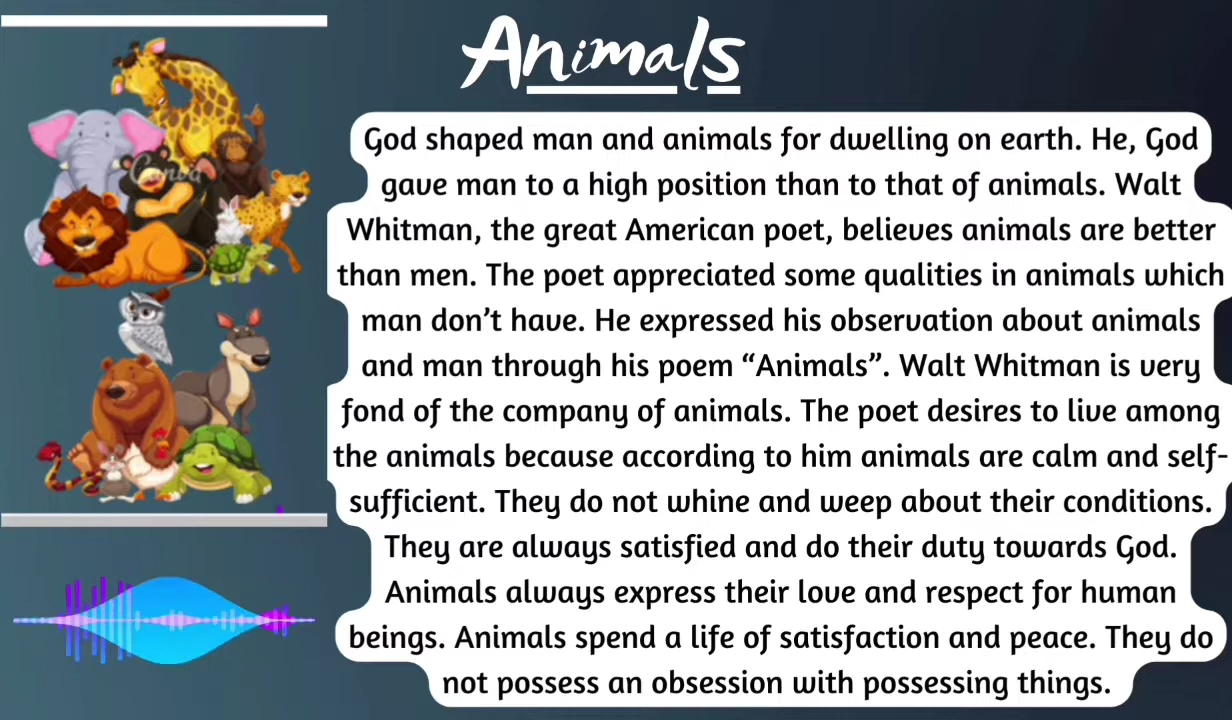 Animals
God shaped man and animals for dwelling on earth. He, God
gave man to a high position than to that of animals. Walt
Whitman, the great American poet, believes animals are better
than men. The poet appreciated some qualities in animals which
man don’t have. He expressed his observation about animals
and man through his poem “Animals”. Walt Whitman is very
fond of the company of animals. The poet desires to live among
the animals because according to him animals are calm and self-
sufficient. They do not whine and weep about their conditions.
They are always satisfied and do their duty towards God.
Animals always express their love and respect for human
beings. Animals spend a life of satisfaction and peace. They do
not possess an obsession with possessing things.
Canva